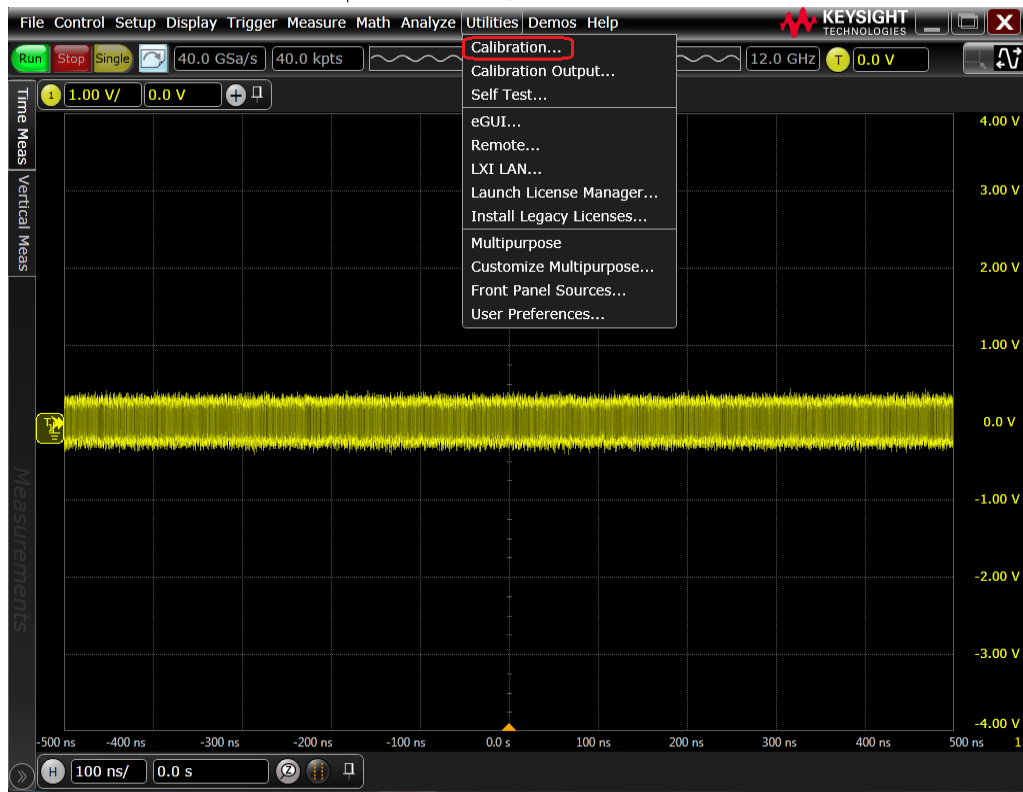 File Control Setup Display Trigger Measure Math Analyze Utilities Demos Help
KEYSIGHT
TECHNOLOGIES
Run Stop Single 40.0 GSa/s 40.0 kpts 12.0 GHz T 0.0 V
Calibration...
Calibration Output...
Self Test...
eGUI...
Remote...
LXI LAN...
Launch License Manager...
Install Legacy Licenses...
Multipurpose
Customize Multipurpose...
Front Panel Sources...
User Preferences...
1 1.00 V/ 0.0 V
Time Meas
Vertical Meas
Measurements
4.00 V
3.00 V
2.00 V
1.00 V
0.0 V
-1.00 V
-2.00 V
-3.00 V
-4.00 V
T
-500 ns -400 ns -300 ns -200 ns -100 ns 0.0 s 100 ns 200 ns 300 ns 400 ns 500 ns 1
H 100 ns/ 0.0 s Z